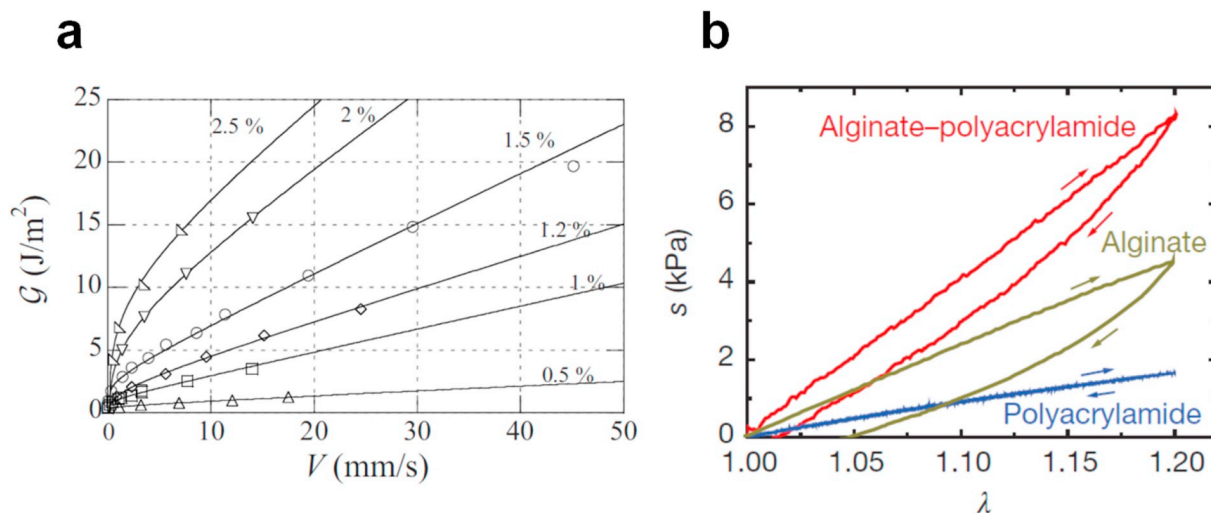 a
25
20
15
10
5
0
𝒢 (J/m²)
2.5 %
2 %
1.5 %
1.2 %
1 %
0.5 %
0 10 20 30 40 50
V (mm/s)
b
8
6
4
2
0
s (kPa)
Alginate–polyacrylamide
Alginate
Polyacrylamide
1.00 1.05 1.10 1.15 1.20
λ